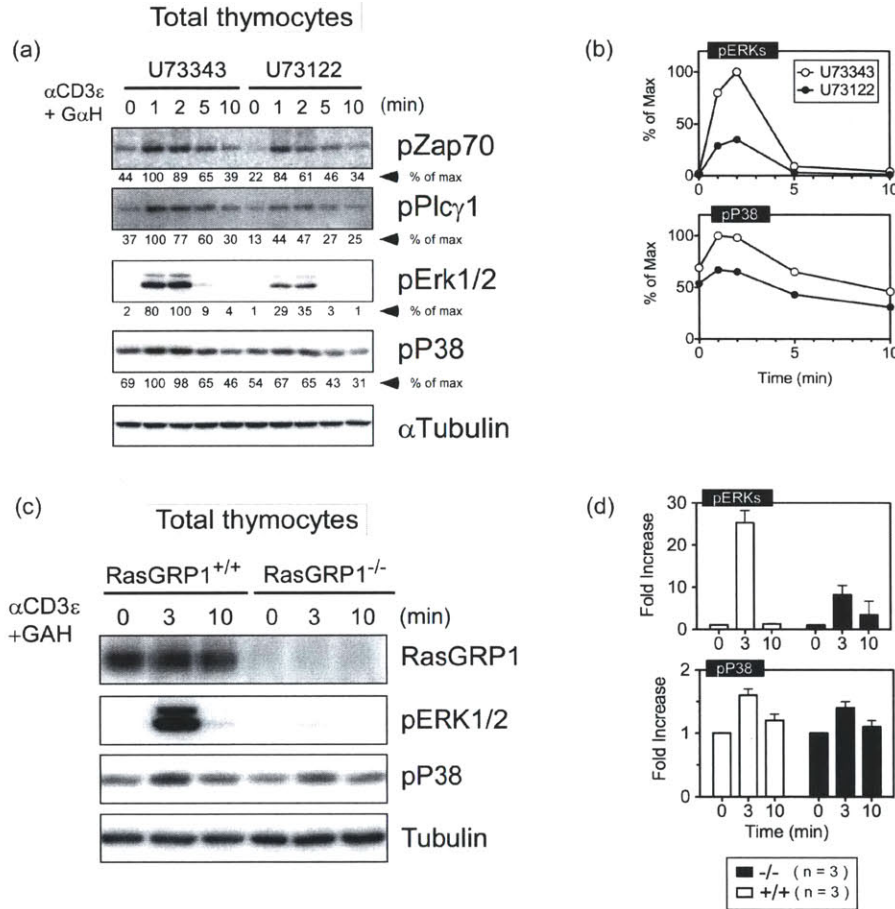 Total thymocytes
(a)
U73343 U73122
αCD3ε
+ GαH
0 1 2 5 10 0 1 2 5 10 (min)
pZap70
44 100 89 65 39 22 84 61 46 34 % of max
pPlcγ1
37 100 77 60 30 13 44 47 27 25 % of max
pErk1/2
2 80 100 9 4 1 29 35 3 1 % of max
pP38
69 100 98 65 46 54 67 65 43 31 % of max
αTubulin
(b)
pERKs
U73343
U73122
% of Max
100
50
0
0 5 10
pP38
% of Max
100
50
0
0 5 10
Time (min)
(c)
Total thymocytes
RasGRP1+/+ RasGRP1-/-
αCD3ε
+GAH
0 3 10 0 3 10 (min)
RasGRP1
pERK1/2
pP38
Tubulin
(d)
pERKs
Fold Increase
30
20
10
0
0 3 10 0 3 10
pP38
Fold Increase
2
1
0
0 3 10 0 3 10
Time (min)
-/- ( n = 3 )
+/+ ( n = 3 )